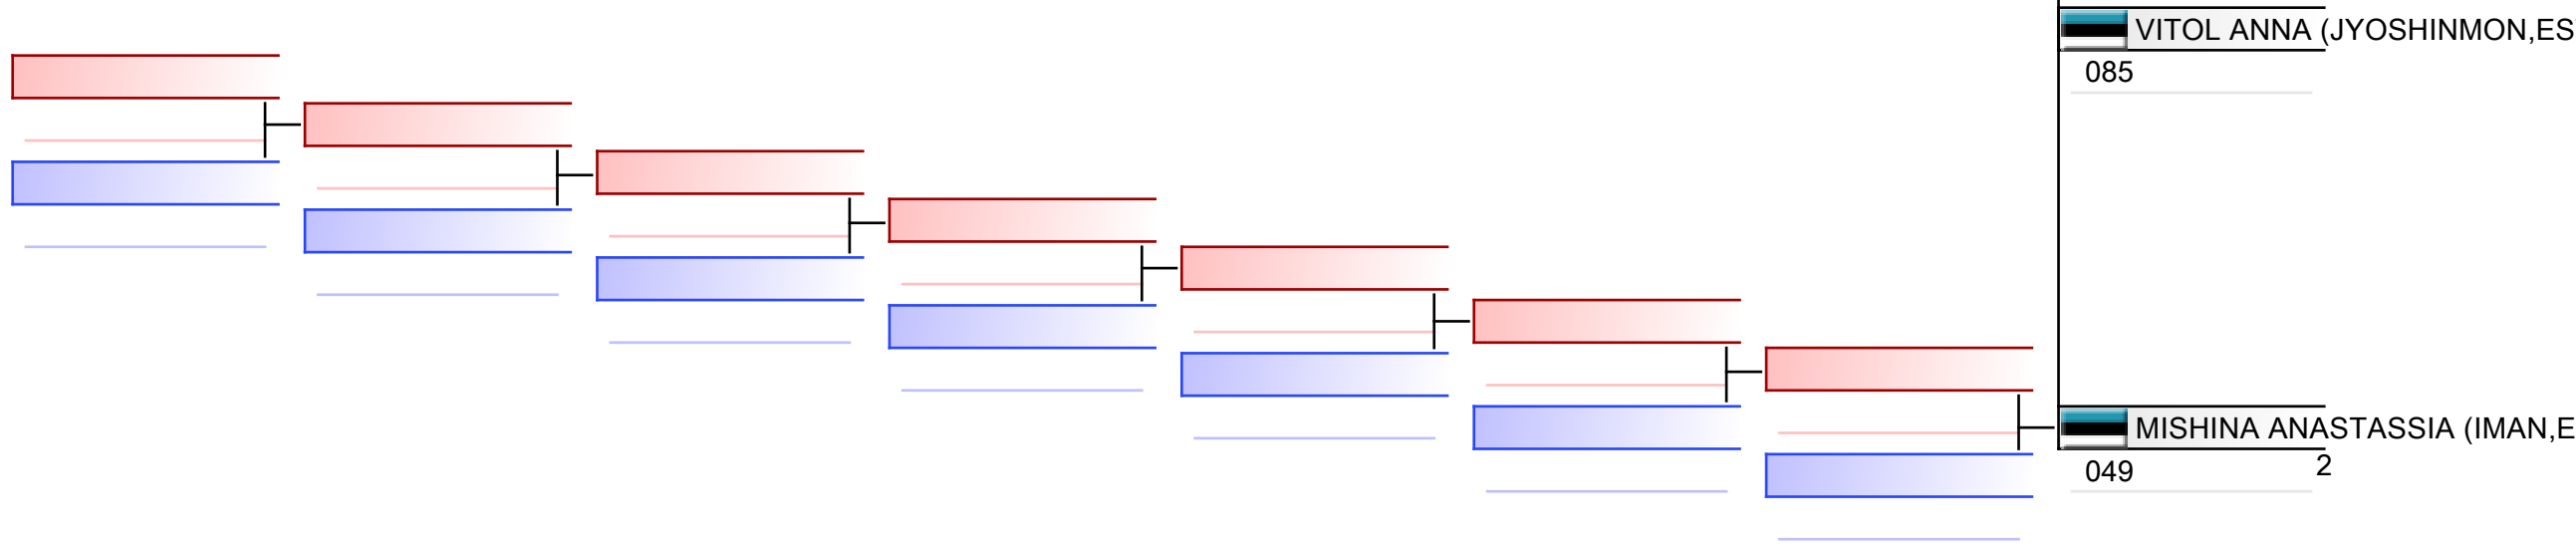 VITOL ANNA (JYOSHINMON,ES
085
MISHINA ANASTASSIA (IMAN,E
049 2